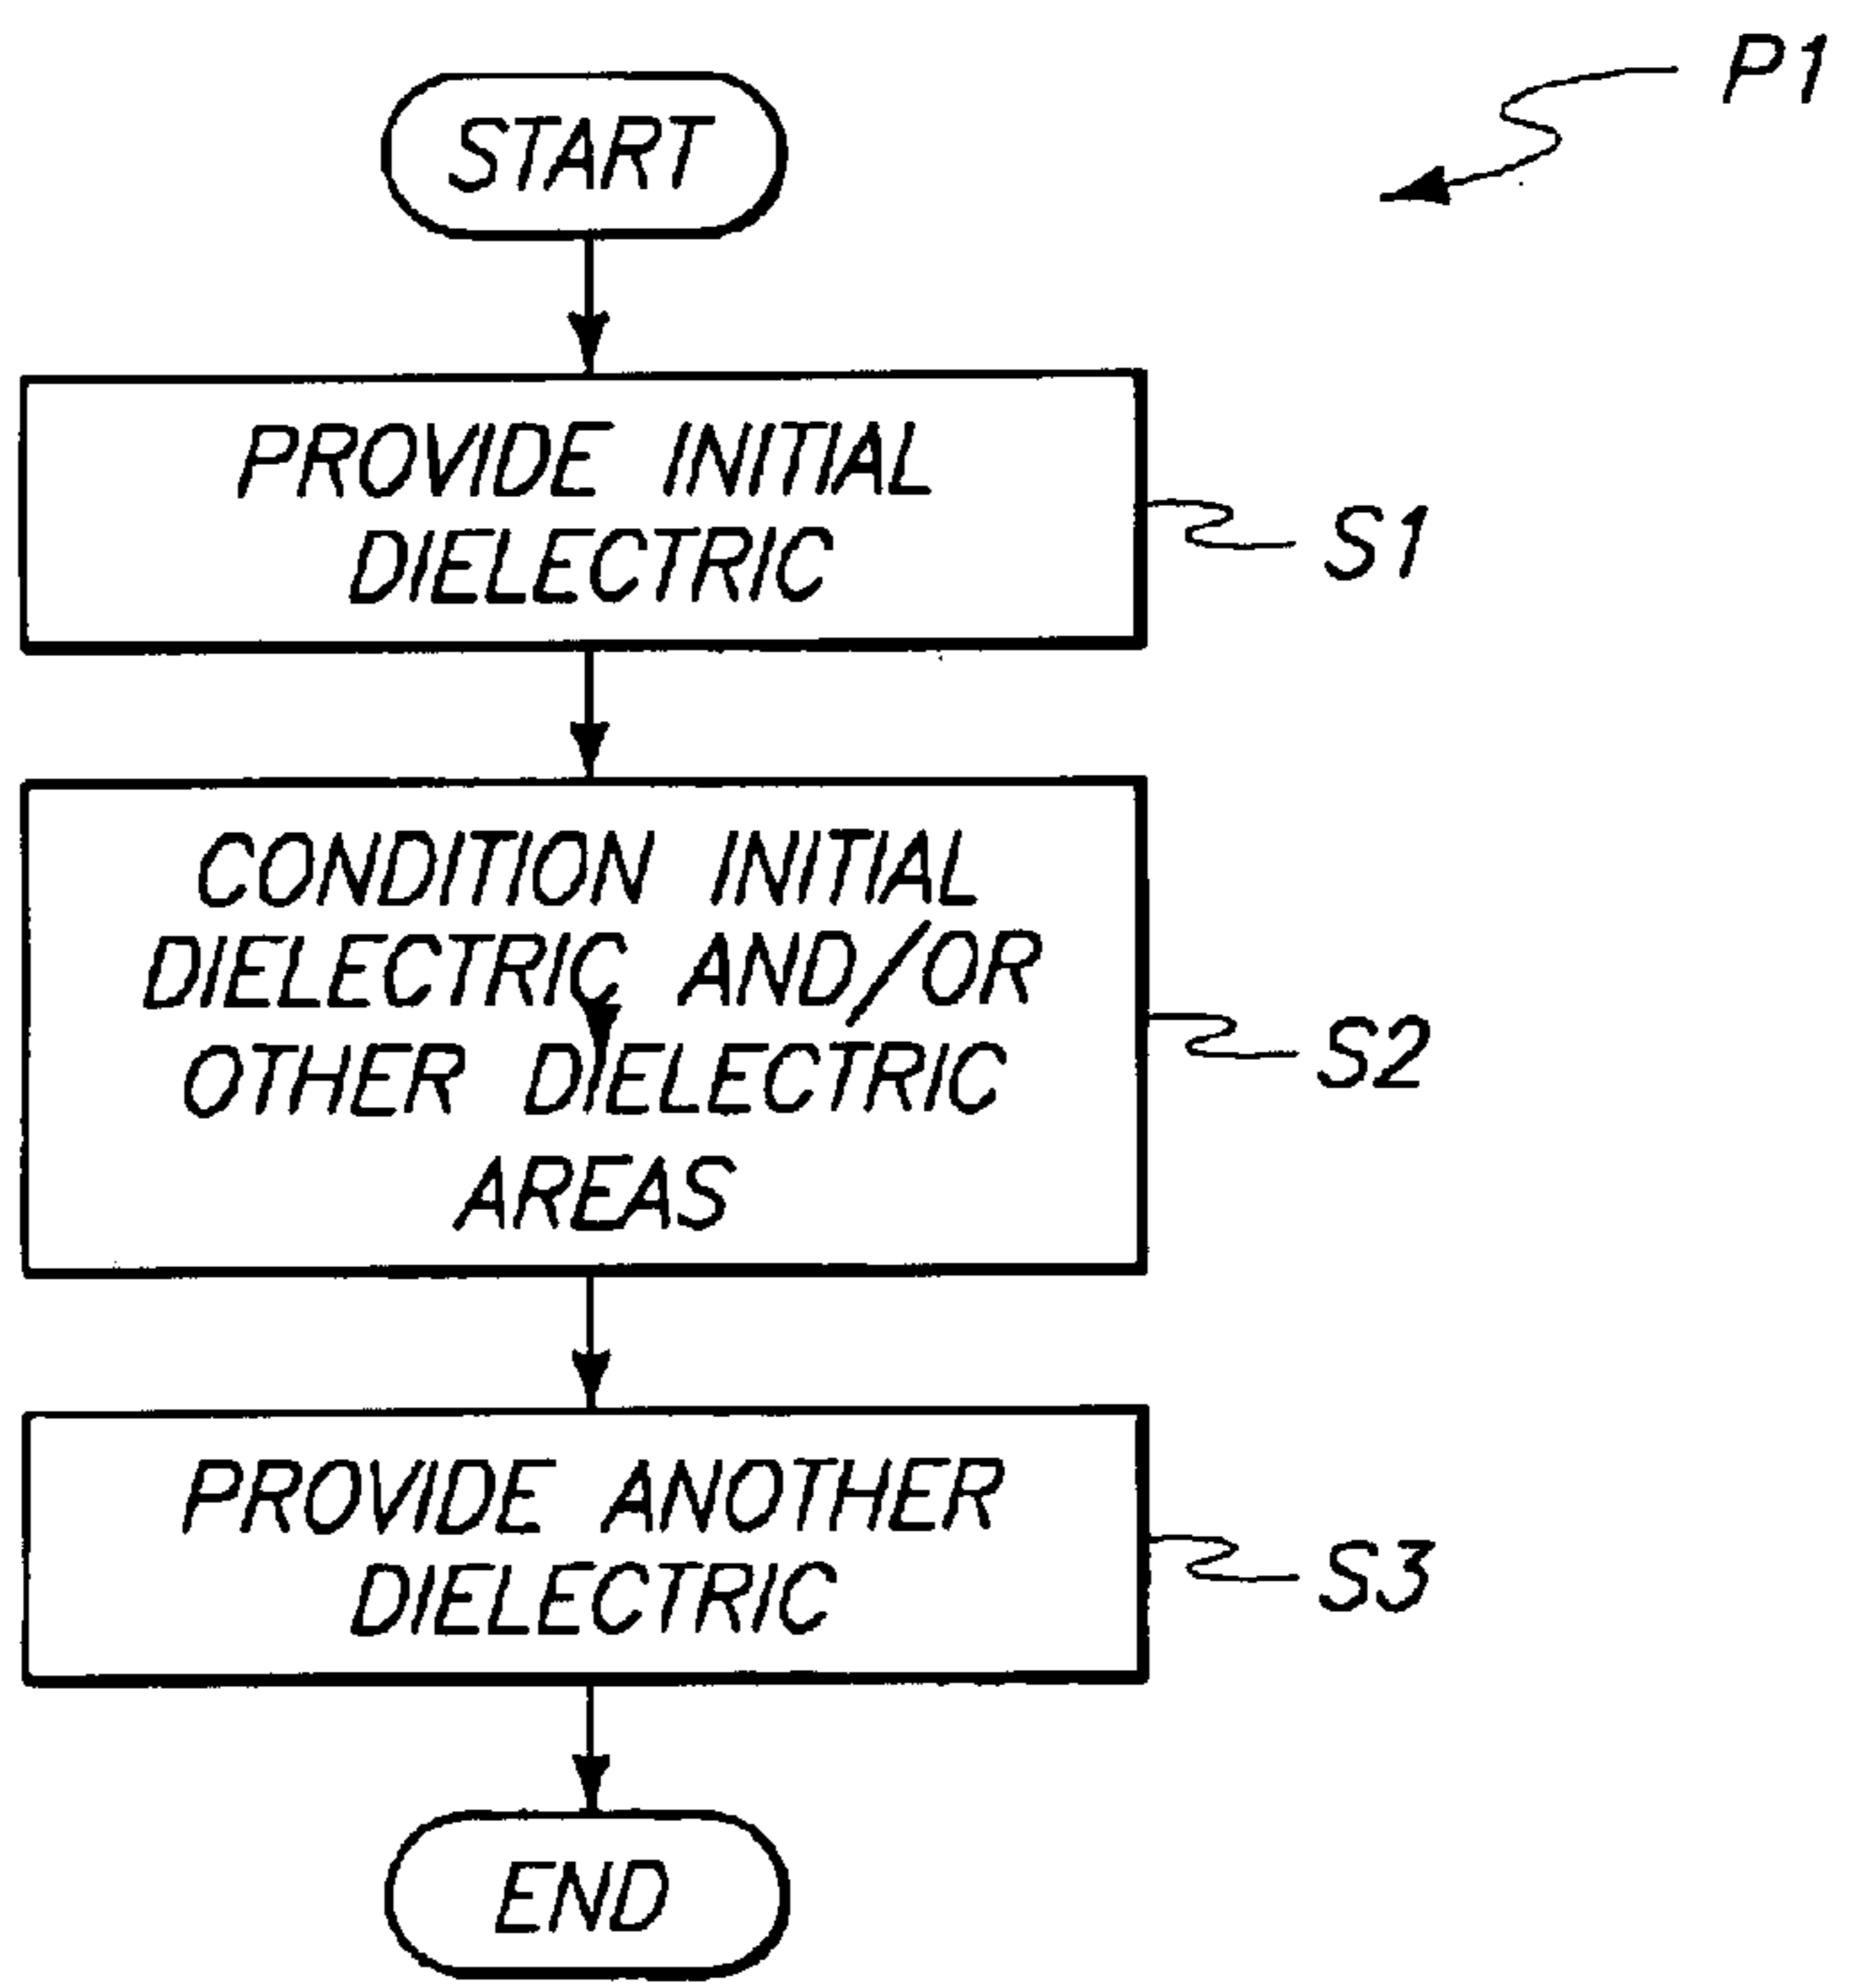 P1
START
PROVIDE INITIAL
DIELECTRIC
S1
CONDITION INITIAL
DIELECTRIC AND/OR
OTHER DIELECTRIC
AREAS
S2
PROVIDE ANOTHER
DIELECTRIC
S3
END